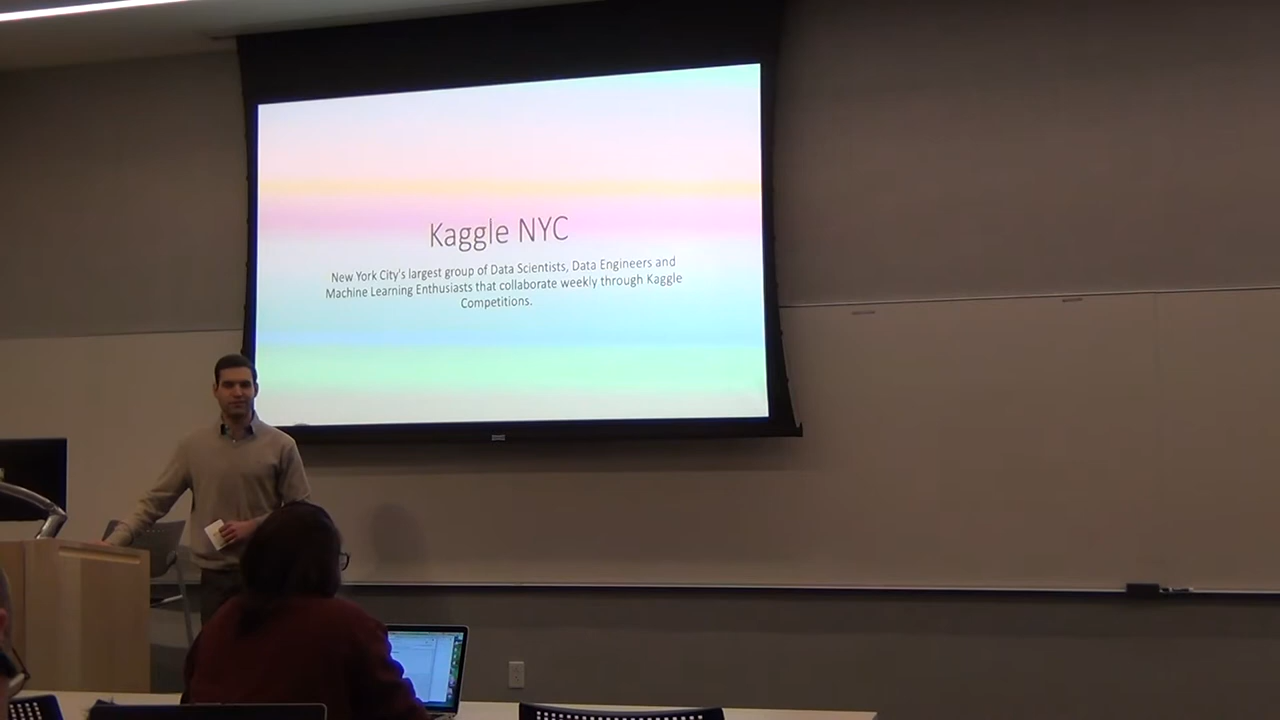 Kaggle NYC
New York City's largest group of Data Scientists, Data Engineers and
Machine Learning Enthusiasts that collaborate weekly through Kaggle
Competitions.